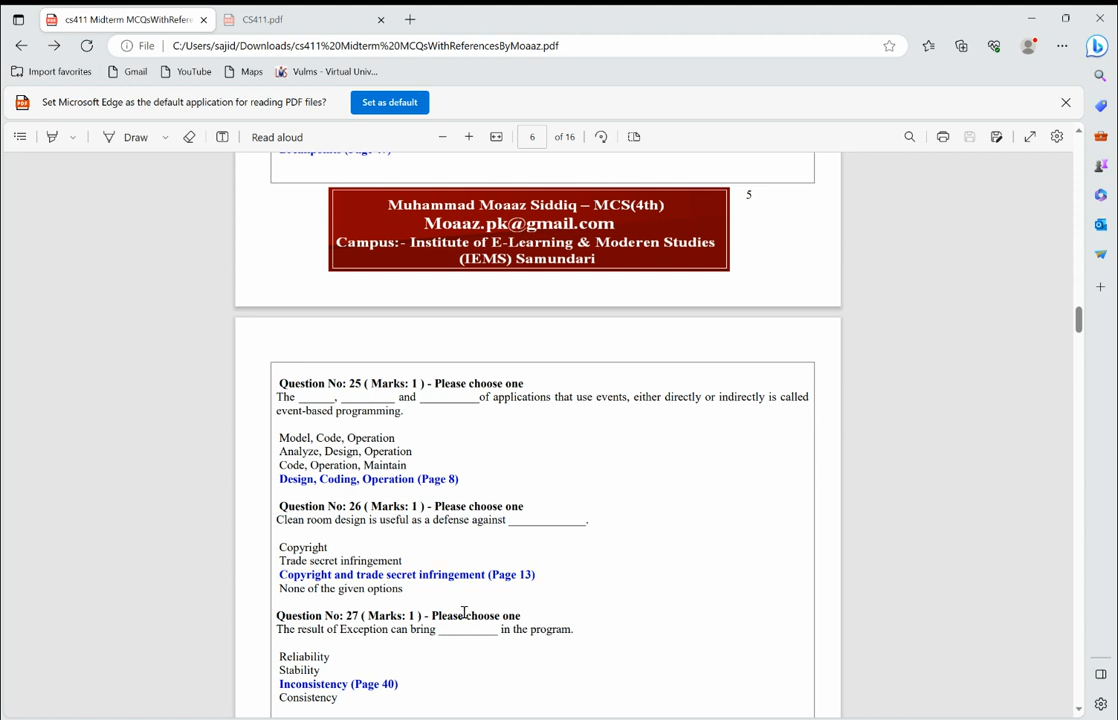 cs411 Midterm MCQsWithRefere
CS411.pdf
File
C:/Users/sajid/Downloads/cs411%20Midterm%20MCQsWithReferencesByMoaaz.pdf
Import favorites
Gmail
YouTube
Maps
Vulms - Virtual Univ...
Set Microsoft Edge as the default application for reading PDF files?
Set as default
Draw
Read aloud
6
of 16
5
Muhammad Moaaz Siddiq – MCS(4th)
Moaaz.pk@gmail.com
Campus:- Institute of E-Learning & Moderen Studies
(IEMS) Samundari
Question No: 25 ( Marks: 1 ) - Please choose one
The ______, _________ and __________of applications that use events, either directly or indirectly is called
event-based programming.
Model, Code, Operation
Analyze, Design, Operation
Code, Operation, Maintain
Design, Coding, Operation (Page 8)
Question No: 26 ( Marks: 1 ) - Please choose one
Clean room design is useful as a defense against _____________.
Copyright
Trade secret infringement
Copyright and trade secret infringement (Page 13)
None of the given options
Question No: 27 ( Marks: 1 ) - Please choose one
The result of Exception can bring __________ in the program.
Reliability
Stability
Inconsistency (Page 40)
Consistency